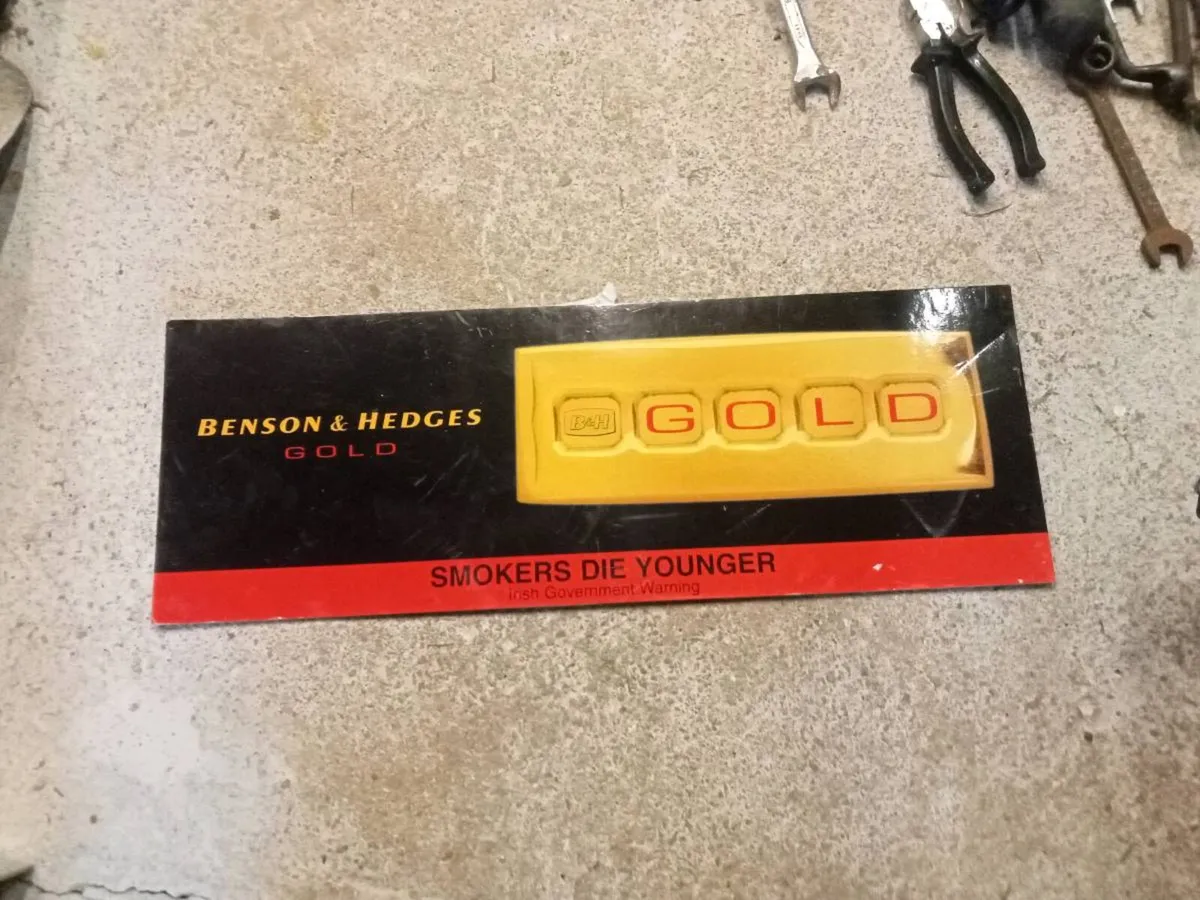 BENSON & HEDGES
GOLD
B&H GOLD
SMOKERS DIE YOUNGER
Irish Government Warning